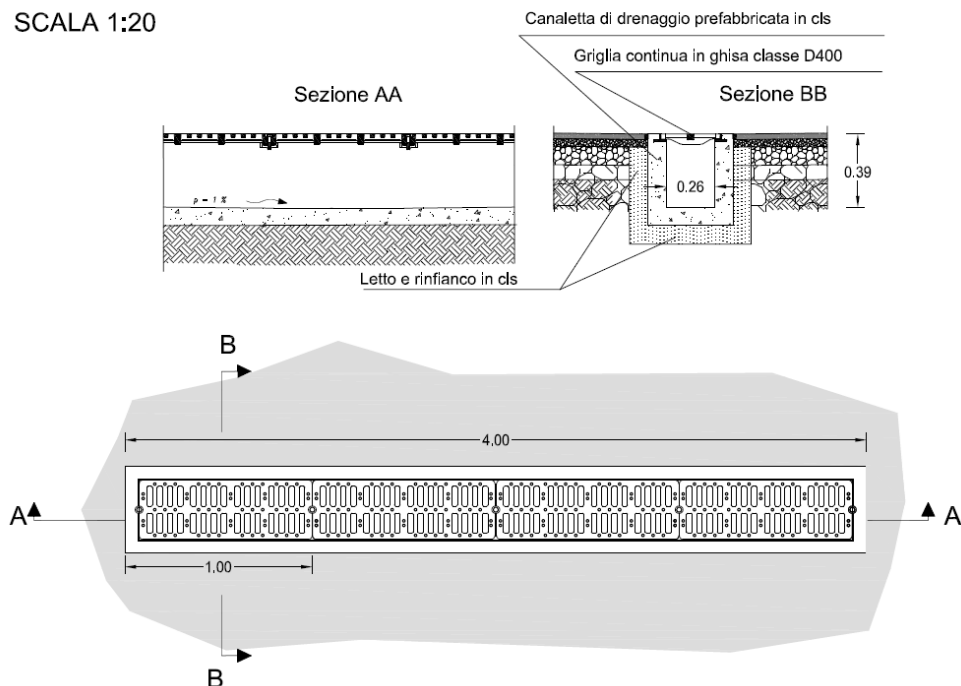 SCALA 1:20
Canaletta di drenaggio prefabbricata in cls
Griglia continua in ghisa classe D400
Sezione AA
Sezione BB
p = 1 %
0.26
0.39
Letto e rinfianco in cls
B
4,00
A
A
1,00
B